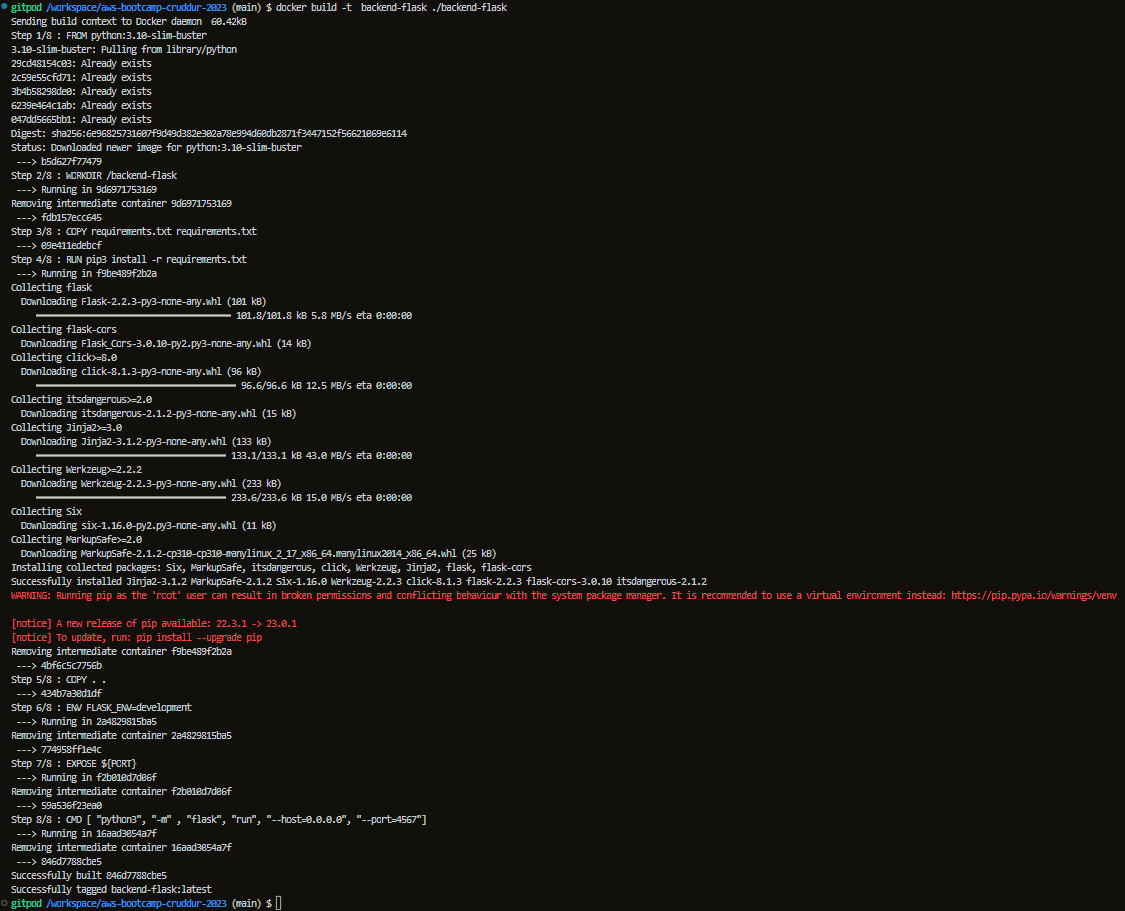 gitpod /workspace/aws-bootcamp-cruddur-2023 (main) $ docker build -t  backend-flask ./backend-flask
Sending build context to Docker daemon  60.42kB
Step 1/8 : FROM python:3.10-slim-buster
3.10-slim-buster: Pulling from library/python
29cd48154c03: Already exists
2c59e55cfd71: Already exists
3b4b58298de0: Already exists
6239e464c1ab: Already exists
047dd5665bb1: Already exists
Digest: sha256:6e96825731607f9d49d382e302a78e994d60db2871f3447152f56621069e6114
Status: Downloaded newer image for python:3.10-slim-buster
 ---> b5d627f77479
Step 2/8 : WORKDIR /backend-flask
 ---> Running in 9d6971753169
Removing intermediate container 9d6971753169
 ---> fdb157ecc645
Step 3/8 : COPY requirements.txt requirements.txt
 ---> 09e411edebcf
Step 4/8 : RUN pip3 install -r requirements.txt
 ---> Running in f9be489f2b2a
Collecting flask
  Downloading Flask-2.2.3-py3-none-any.whl (101 kB)
101.8/101.8 kB 5.8 MB/s eta 0:00:00
Collecting flask-cors
  Downloading Flask_Cors-3.0.10-py2.py3-none-any.whl (14 kB)
Collecting click>=8.0
  Downloading click-8.1.3-py3-none-any.whl (96 kB)
96.6/96.6 kB 12.5 MB/s eta 0:00:00
Collecting itsdangerous>=2.0
  Downloading itsdangerous-2.1.2-py3-none-any.whl (15 kB)
Collecting Jinja2>=3.0
  Downloading Jinja2-3.1.2-py3-none-any.whl (133 kB)
133.1/133.1 kB 43.0 MB/s eta 0:00:00
Collecting Werkzeug>=2.2.2
  Downloading Werkzeug-2.2.3-py3-none-any.whl (233 kB)
233.6/233.6 kB 15.0 MB/s eta 0:00:00
Collecting Six
  Downloading six-1.16.0-py2.py3-none-any.whl (11 kB)
Collecting MarkupSafe>=2.0
  Downloading MarkupSafe-2.1.2-cp310-cp310-manylinux_2_17_x86_64.manylinux2014_x86_64.whl (25 kB)
Installing collected packages: Six, MarkupSafe, itsdangerous, click, Werkzeug, Jinja2, flask, flask-cors
Successfully installed Jinja2-3.1.2 MarkupSafe-2.1.2 Six-1.16.0 Werkzeug-2.2.3 click-8.1.3 flask-2.2.3 flask-cors-3.0.10 itsdangerous-2.1.2
WARNING: Running pip as the 'root' user can result in broken permissions and conflicting behaviour with the system package manager. It is recommended to use a virtual environment instead: https://pip.pypa.io/warnings/venv
[notice] A new release of pip available: 22.3.1 -> 23.0.1
[notice] To update, run: pip install --upgrade pip
Removing intermediate container f9be489f2b2a
 ---> 4bf6c5c7756b
Step 5/8 : COPY . .
 ---> 434b7a30d1df
Step 6/8 : ENV FLASK_ENV=development
 ---> Running in 2a4829815ba5
Removing intermediate container 2a4829815ba5
 ---> 774958ff1e4c
Step 7/8 : EXPOSE ${PORT}
 ---> Running in f2b010d7d06f
Removing intermediate container f2b010d7d06f
 ---> 59a536f23ea0
Step 8/8 : CMD [ "python3", "-m" , "flask", "run", "--host=0.0.0.0", "--port=4567"]
 ---> Running in 16aad3054a7f
Removing intermediate container 16aad3054a7f
 ---> 846d7788cbe5
Successfully built 846d7788cbe5
Successfully tagged backend-flask:latest
gitpod /workspace/aws-bootcamp-cruddur-2023 (main) $